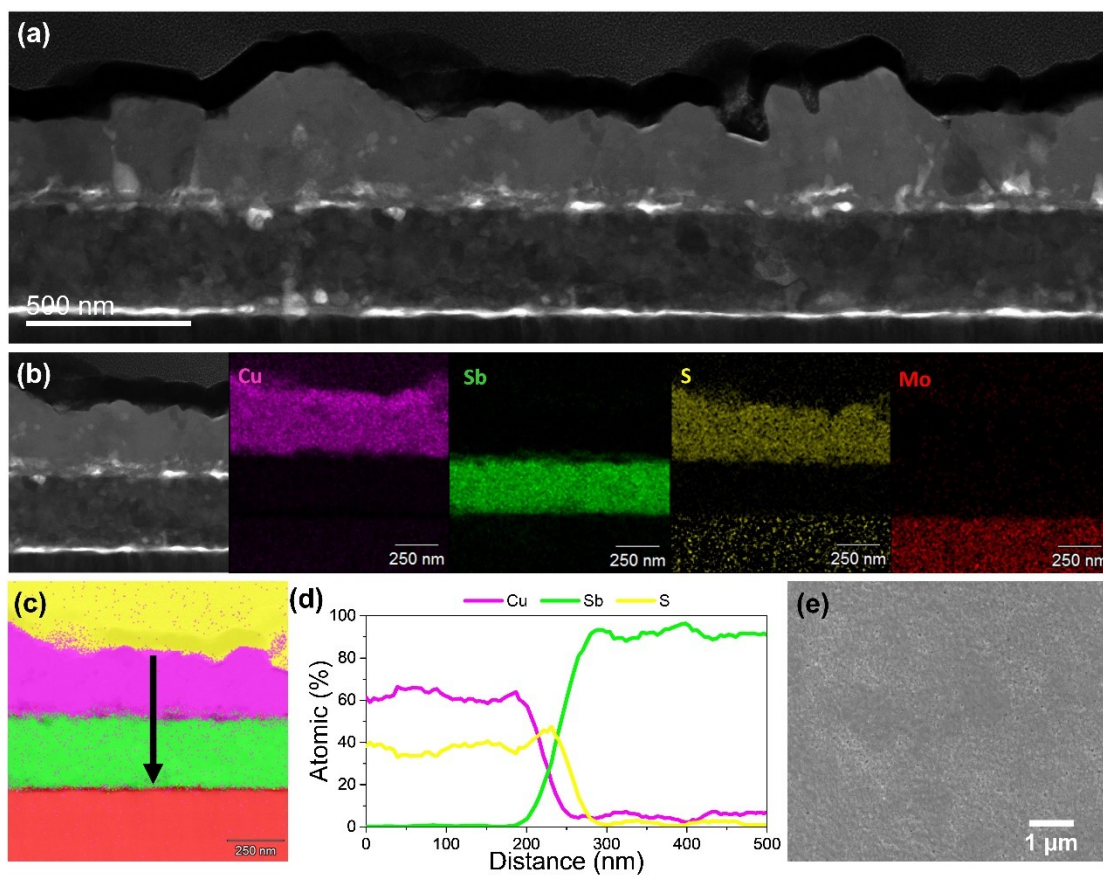 (a)
500 nm
(b)
Cu
Sb
S
Mo
250 nm
250 nm
250 nm
250 nm
(c)
250 nm
(d)
Cu Sb S
100
80
60
40
20
0
Atomic (%)
0 100 200 300 400 500
Distance (nm)
(e)
1 µm